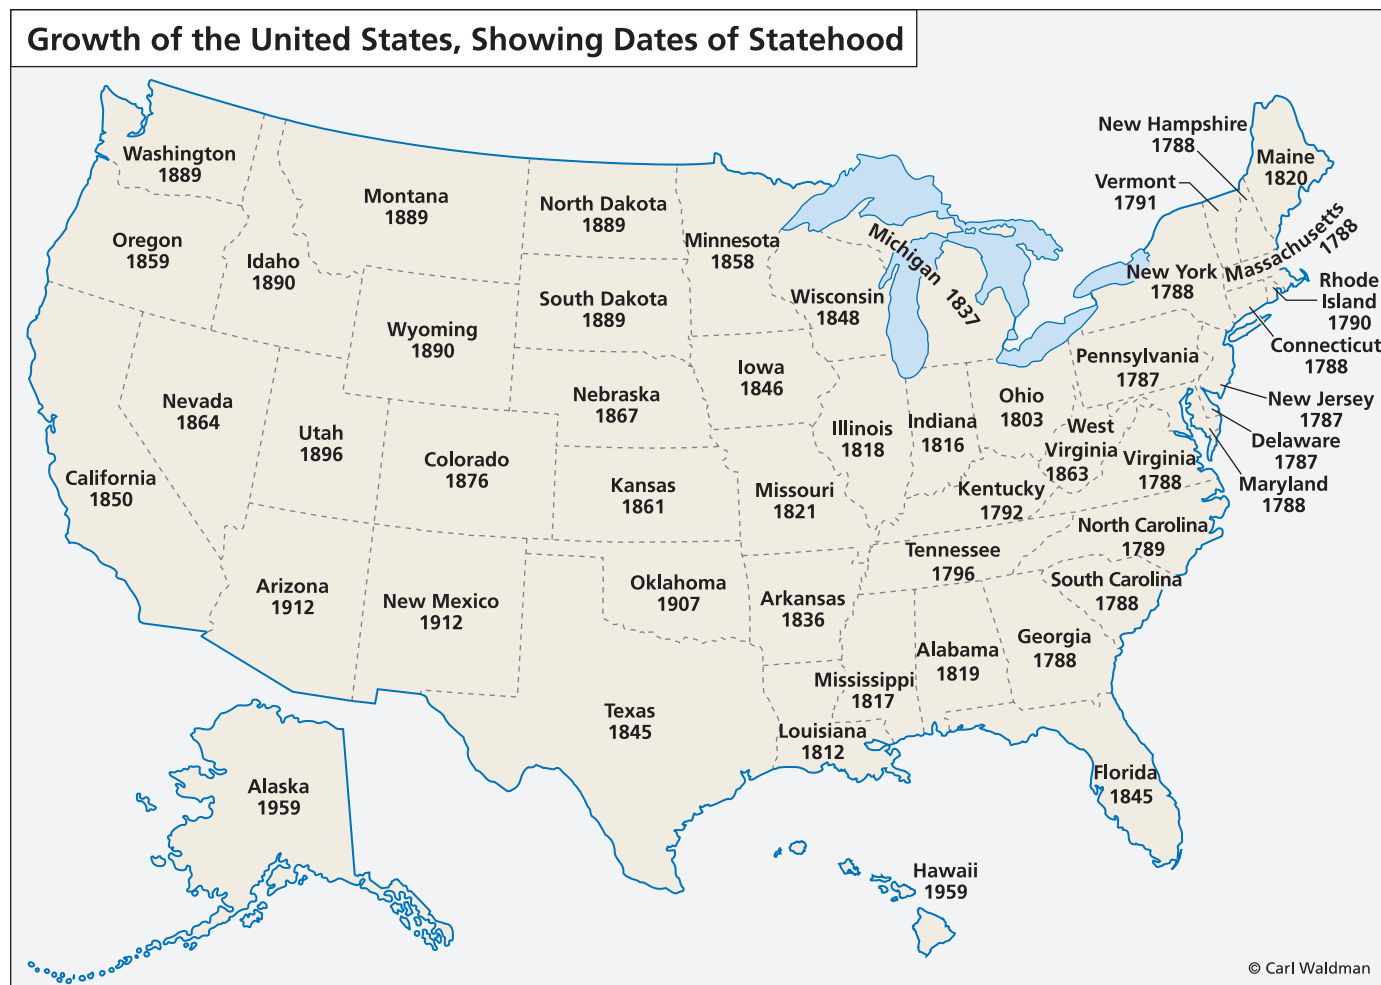 Growth of the United States, Showing Dates of Statehood
New Hampshire
1788
Maine
1820
Vermont
1791
Massachusetts
1788
Washington
1889
Montana
1889
North Dakota
1889
Minnesota
1858
Michigan 1837
Oregon
1859
Idaho
1890
New York
1788
Rhode
Island
1790
South Dakota
1889
Wisconsin
1848
Wyoming
1890
Connecticut
1788
Pennsylvania
1787
Iowa
1846
Nebraska
1867
Ohio
1803
New Jersey
1787
Nevada
1864
Utah
1896
Illinois
1818
Indiana
1816
West
Virginia
1863
Delaware
1787
Colorado
1876
Virginia
1788
California
1850
Kansas
1861
Missouri
1821
Kentucky
1792
Maryland
1788
North Carolina
1789
Tennessee
1796
Arizona
1912
New Mexico
1912
Oklahoma
1907
Arkansas
1836
South Carolina
1788
Georgia
1788
Alabama
1819
Mississippi
1817
Texas
1845
Louisiana
1812
Florida
1845
Alaska
1959
Hawaii
1959
© Carl Waldman